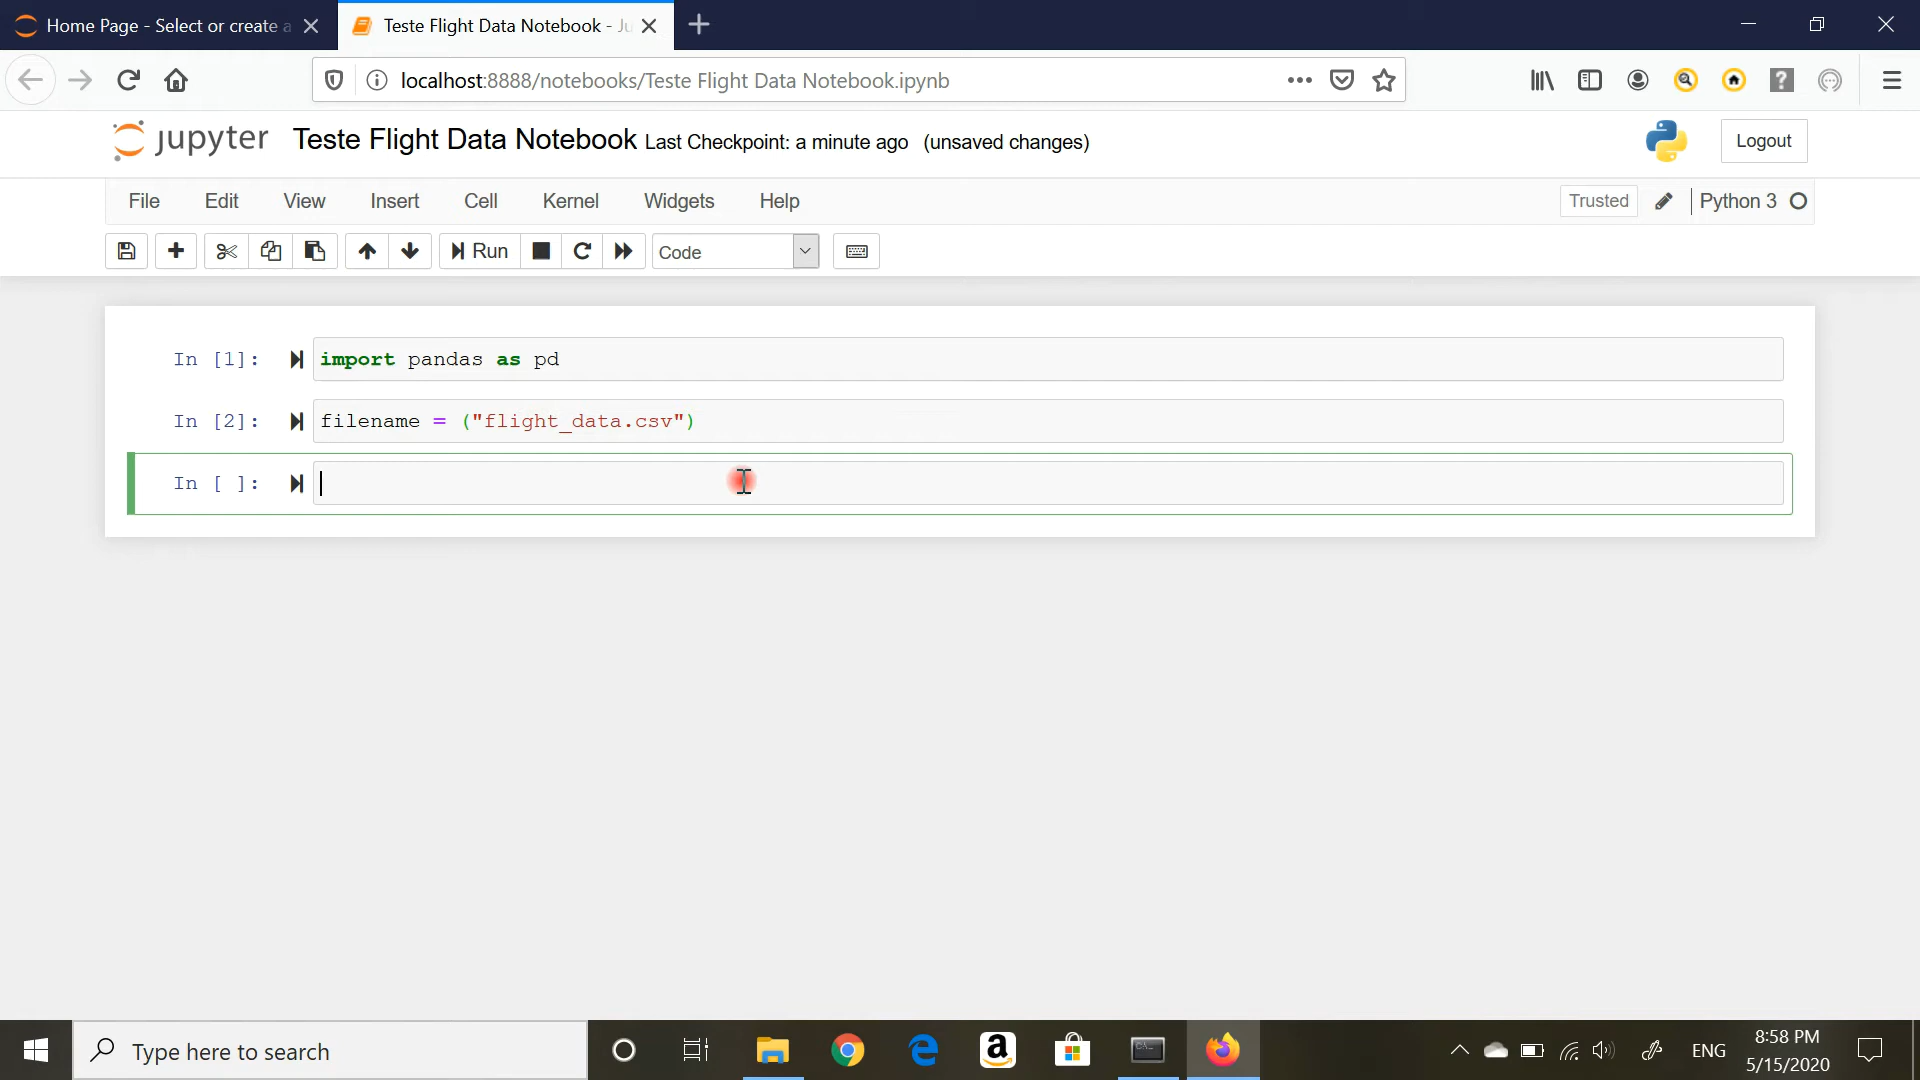 Home Page - Select or create a
Teste Flight Data Notebook - Ju
localhost:8888/notebooks/Teste Flight Data Notebook.ipynb
jupyter Teste Flight Data Notebook Last Checkpoint: a minute ago (unsaved changes)
Logout
File Edit View Insert Cell Kernel Widgets Help
Trusted Python 3
Run Code
In [1]: import pandas as pd
In [2]: filename = ("flight_data.csv")
In [ ]:
Type here to search
ENG
8:58 PM
5/15/2020